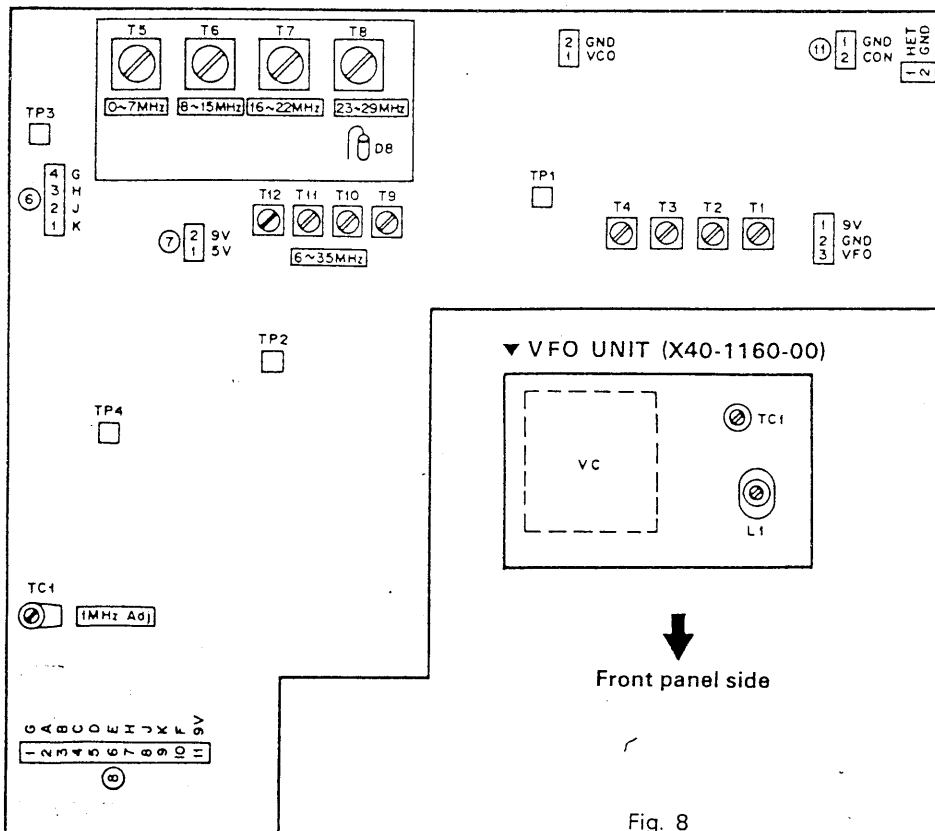 T5 T6 T7 T8
0~7MHz 8~15MHz 16~22MHz 23~29MHz
D8
TP3
4 G
3 H
2 J
1 K
6
7
2 9V
1 5V
T12 T11 T10 T9
6~35MHz
2 GND
1 VCO
11
1 GND
2 CON
1 HET
2 GND
TP1
T4 T3 T2 T1
1 9V
2 GND
3 VFO
TP2
TP4
▼ VFO UNIT (X40-1160-00)
VC
TC1
L1
TC1
1MHz Adj
Front panel side
G A B C D E H J K F 9V
1 2 3 4 5 6 7 8 9 10 11
8
Fig. 8